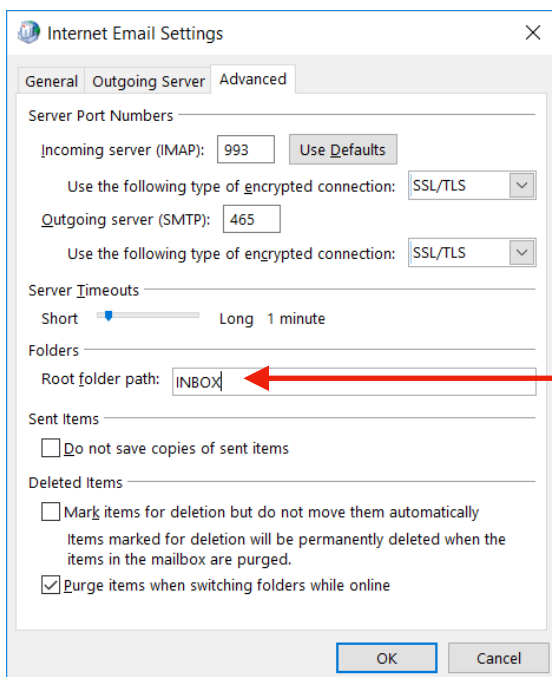 Internet Email Settings
General Outgoing Server Advanced
Server Port Numbers
Incoming server (IMAP): 993 Use Defaults
Use the following type of encrypted connection: SSL/TLS
Outgoing server (SMTP): 465
Use the following type of encrypted connection: SSL/TLS
Server Timeouts
Short Long 1 minute
Folders
Root folder path: INBOX
Sent Items
Do not save copies of sent items
Deleted Items
Mark items for deletion but do not move them automatically
Items marked for deletion will be permanently deleted when the
items in the mailbox are purged.
Purge items when switching folders while online
OK Cancel